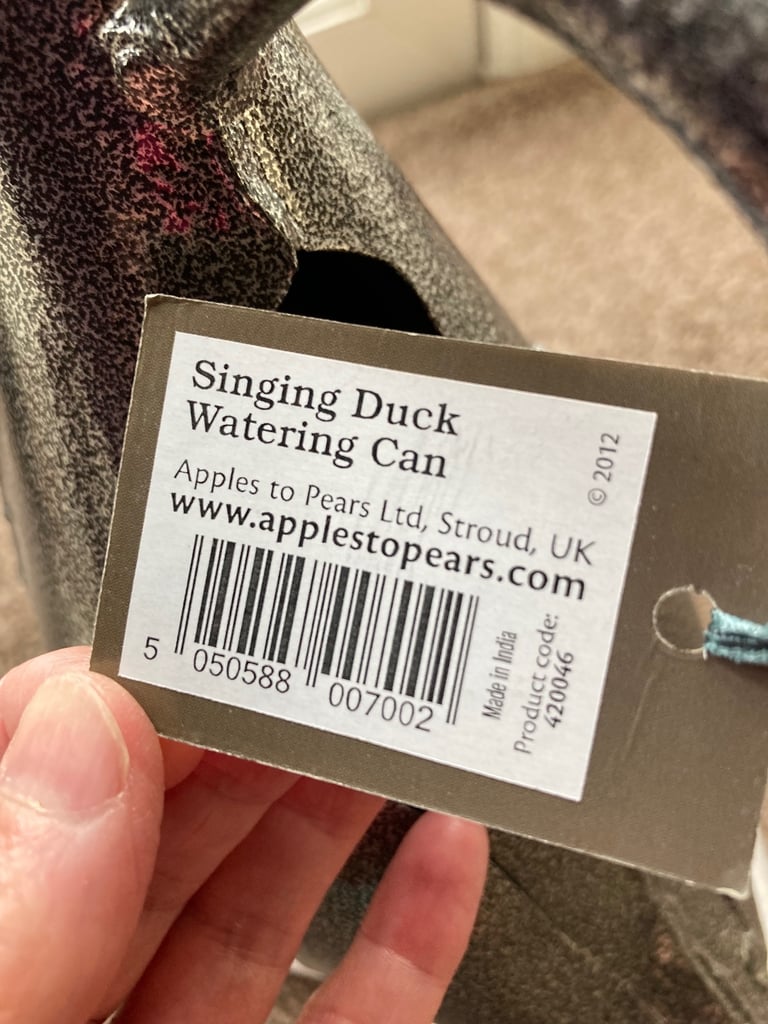 Singing Duck
Watering Can
© 2012
Apples to Pears Ltd, Stroud, UK
www.applestopears.com
5 050588 007002
Made in India
Product code:
420046